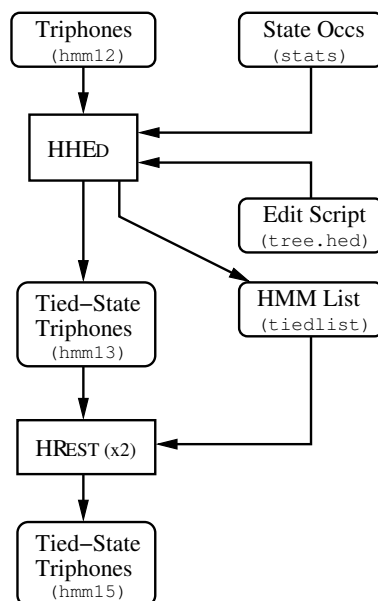 Triphones
(hmm12)
State Occs
(stats)
HHED
Edit Script
(tree.hed)
Tied-State
Triphones
(hmm13)
HMM List
(tiedlist)
HREST (x2)
Tied-State
Triphones
(hmm15)